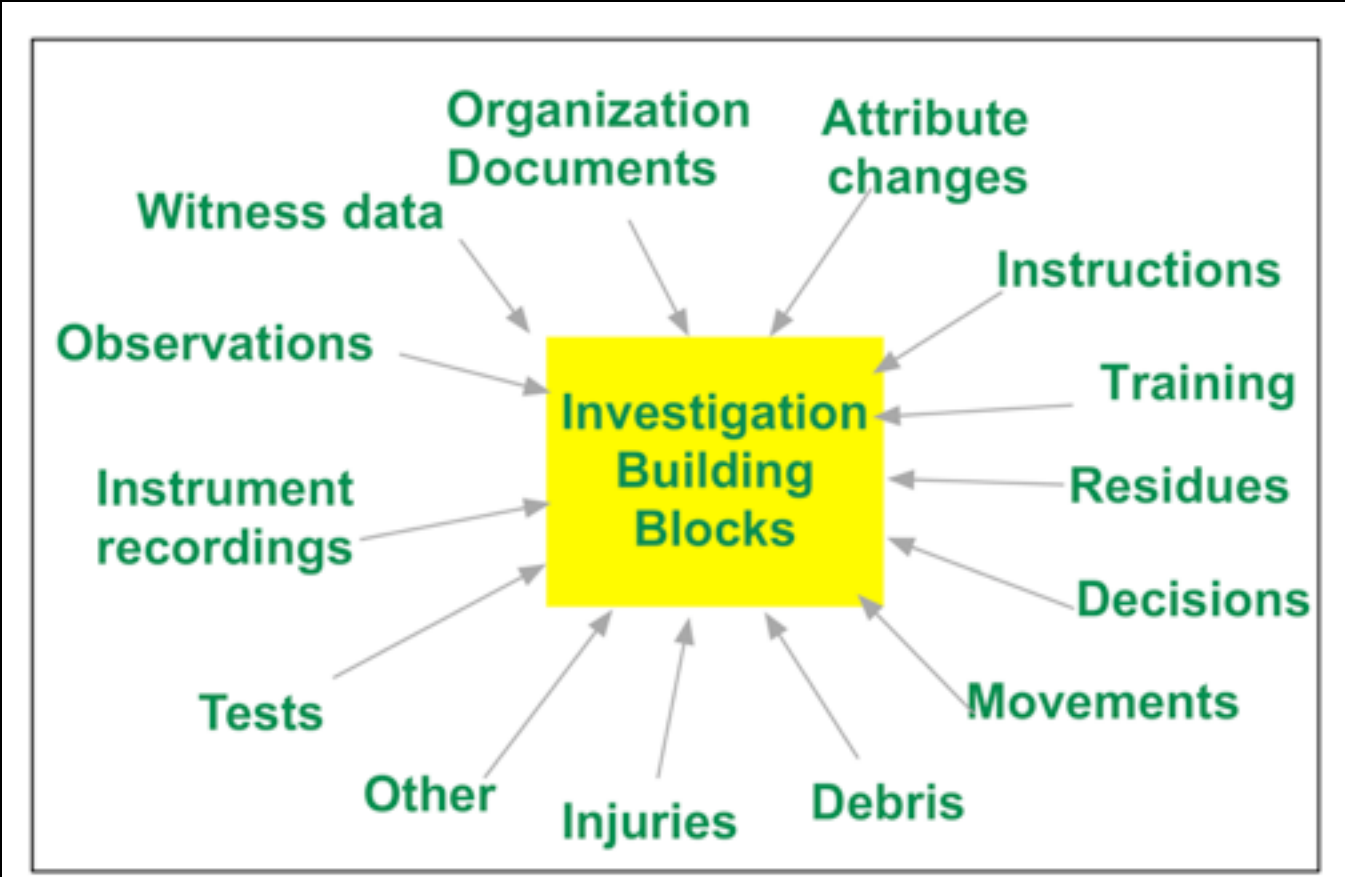 Organization
Documents
Attribute
changes
Witness data
Instructions
Observations
Training
Investigation
Building
Blocks
Instrument
recordings
Residues
Decisions
Tests
Movements
Other
Injuries
Debris